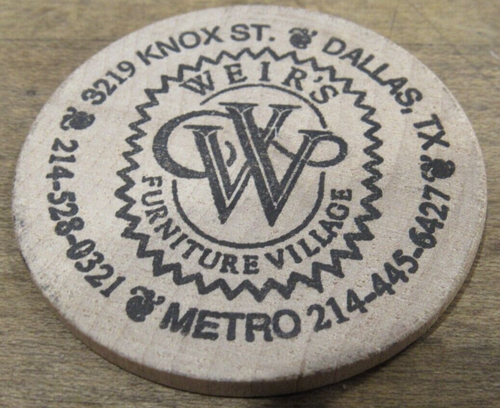 3219 KNOX ST.
DALLAS, TX
214-528-0321
METRO 214-445-6427
WEIR'S
W
FURNITURE VILLAGE